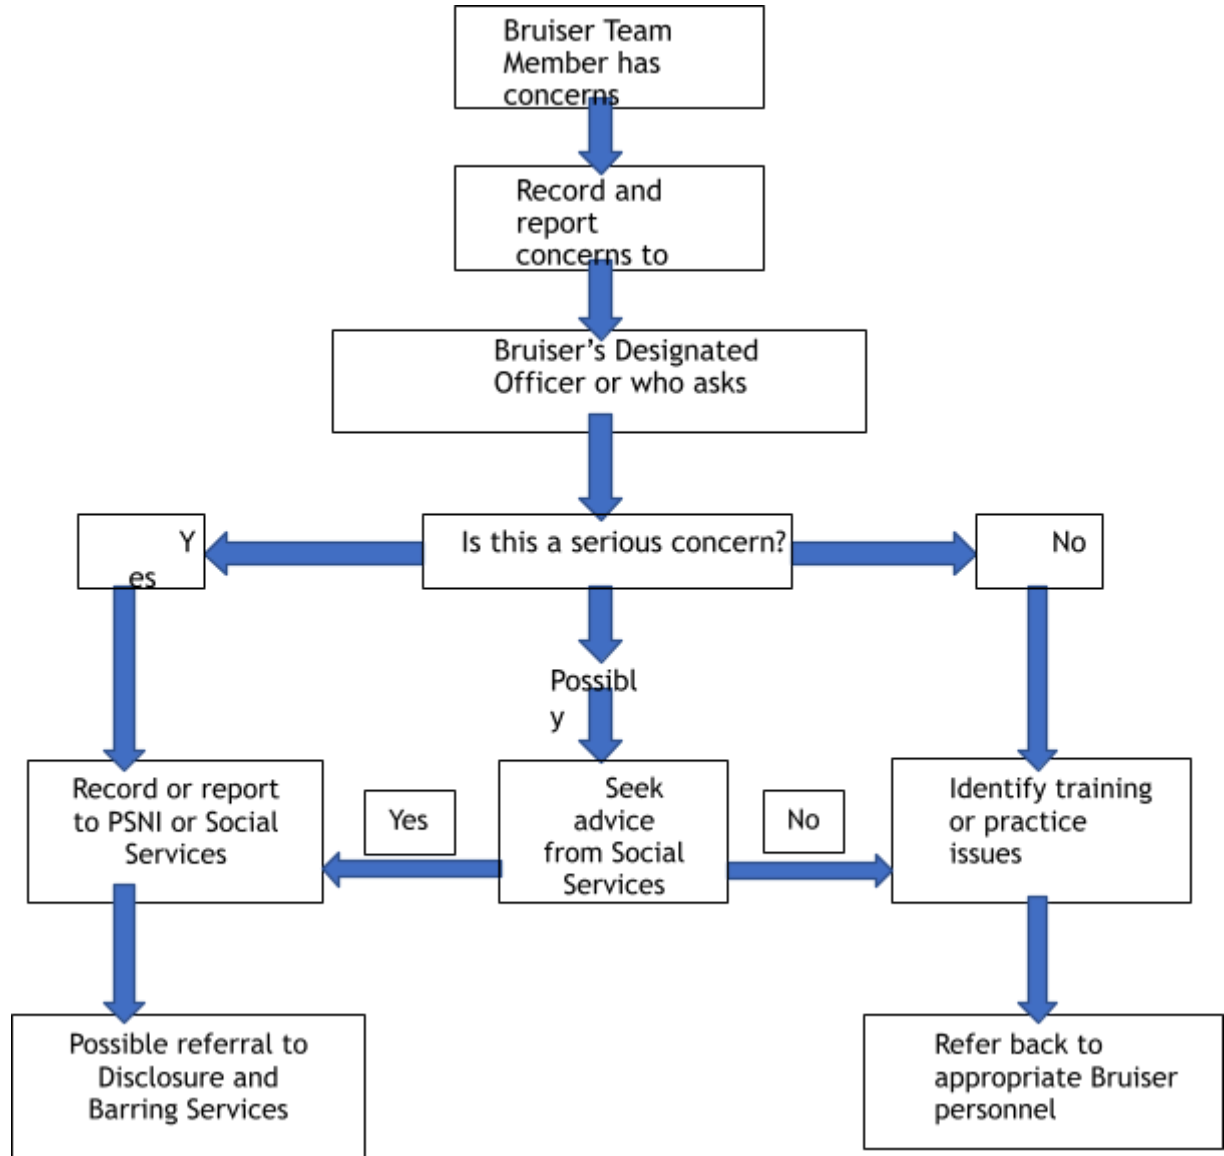 Bruiser Team
Member has
concerns
Record and
report
concerns to
Bruiser’s Designated
Officer or who asks
Y
es
Is this a serious concern?
No
Possibl
y
Record or report
to PSNI or Social
Services
Yes
Seek
advice
from Social
Services
No
Identify training
or practice
issues
Possible referral to
Disclosure and
Barring Services
Refer back to
appropriate Bruiser
personnel